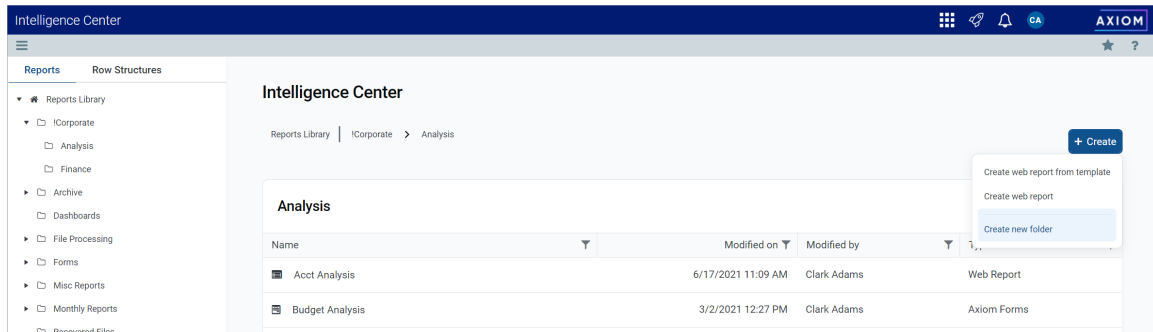 Intelligence Center
CA
AXIOM
?
Reports Row Structures
Reports Library
!Corporate
Analysis
Finance
Archive
Dashboards
File Processing
Forms
Misc Reports
Monthly Reports
Recovered Files
Intelligence Center
Reports Library !Corporate > Analysis
+ Create
Create web report from template
Create web report
Create new folder
Analysis
Name Modified on Modified by
Acct Analysis 6/17/2021 11:09 AM Clark Adams Web Report
Budget Analysis 3/2/2021 12:27 PM Clark Adams Axiom Forms